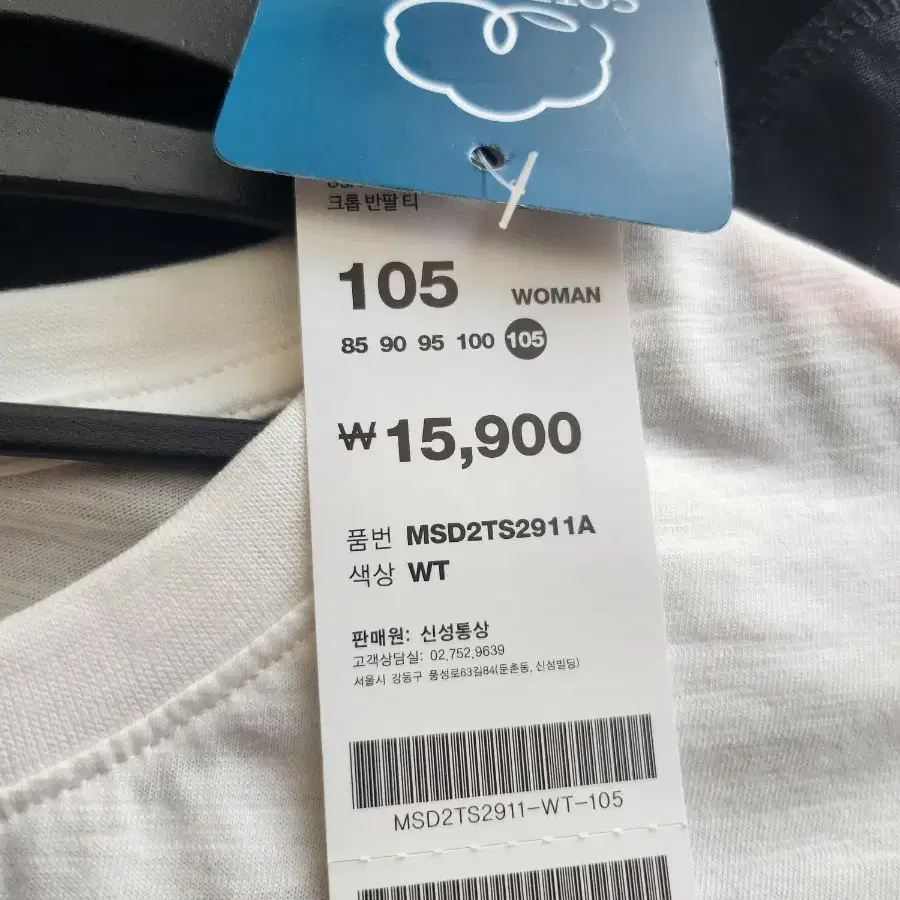 크롭 반팔 티
105 WOMAN
85 90 95 100 105
₩15,900
품번 MSD2TS2911A
색상 WT
판매원: 신성통상
고객상담실: 02.752.9639
서울시 강동구 풍성로63길84(둔촌동, 신성빌딩)
MSD2TS2911-WT-105